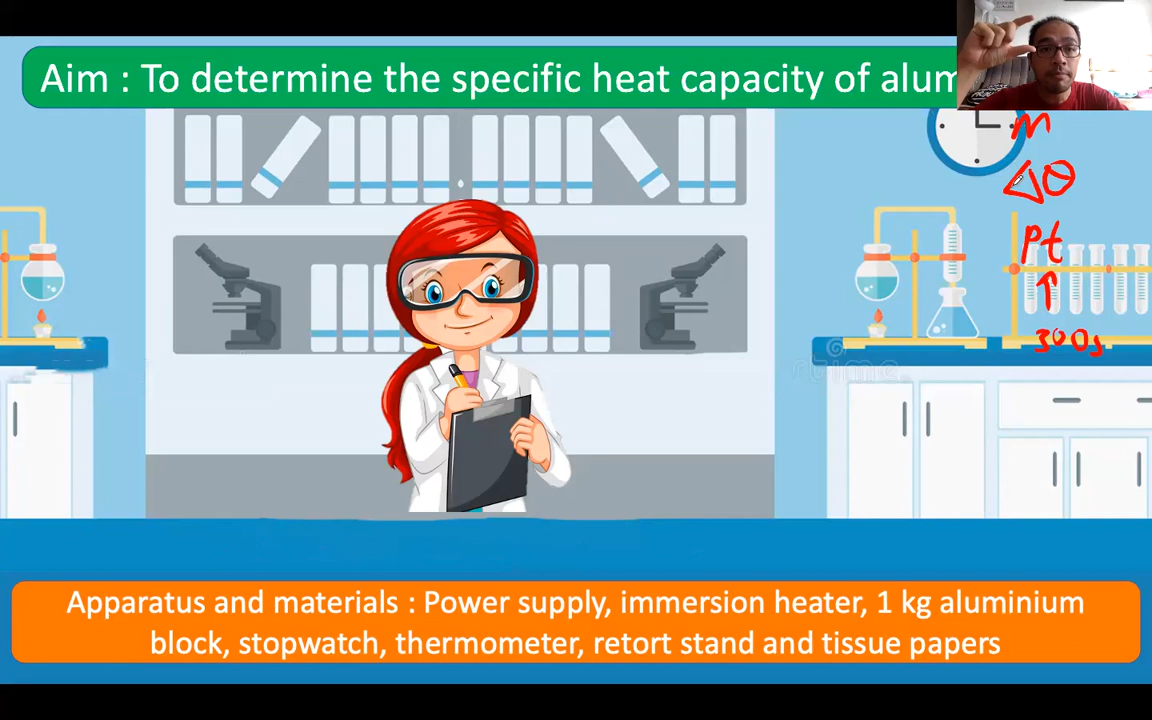 Aim : To determine the specific heat capacity of alum
m
Δθ
Pt
↑
300s
Apparatus and materials : Power supply, immersion heater, 1 kg aluminium
block, stopwatch, thermometer, retort stand and tissue papers